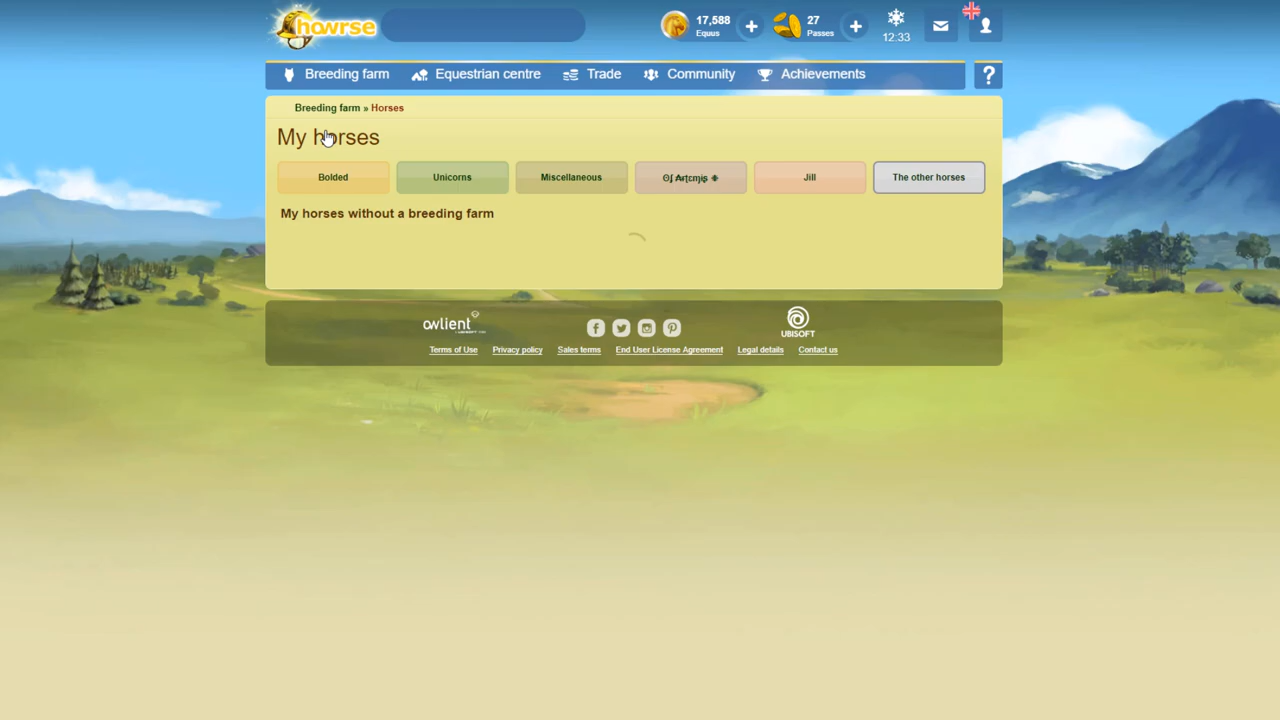 howrse
17,588
Equus
27
Passes
12:33
Breeding farm
Equestrian centre
Trade
Community
Achievements
?
Breeding farm » Horses
My horses
Bolded
Unicorns
Miscellaneous
Jill
The other horses
My horses without a breeding farm
owlient
UBISOFT
Terms of Use
Privacy policy
Sales terms
End User License Agreement
Legal details
Contact us